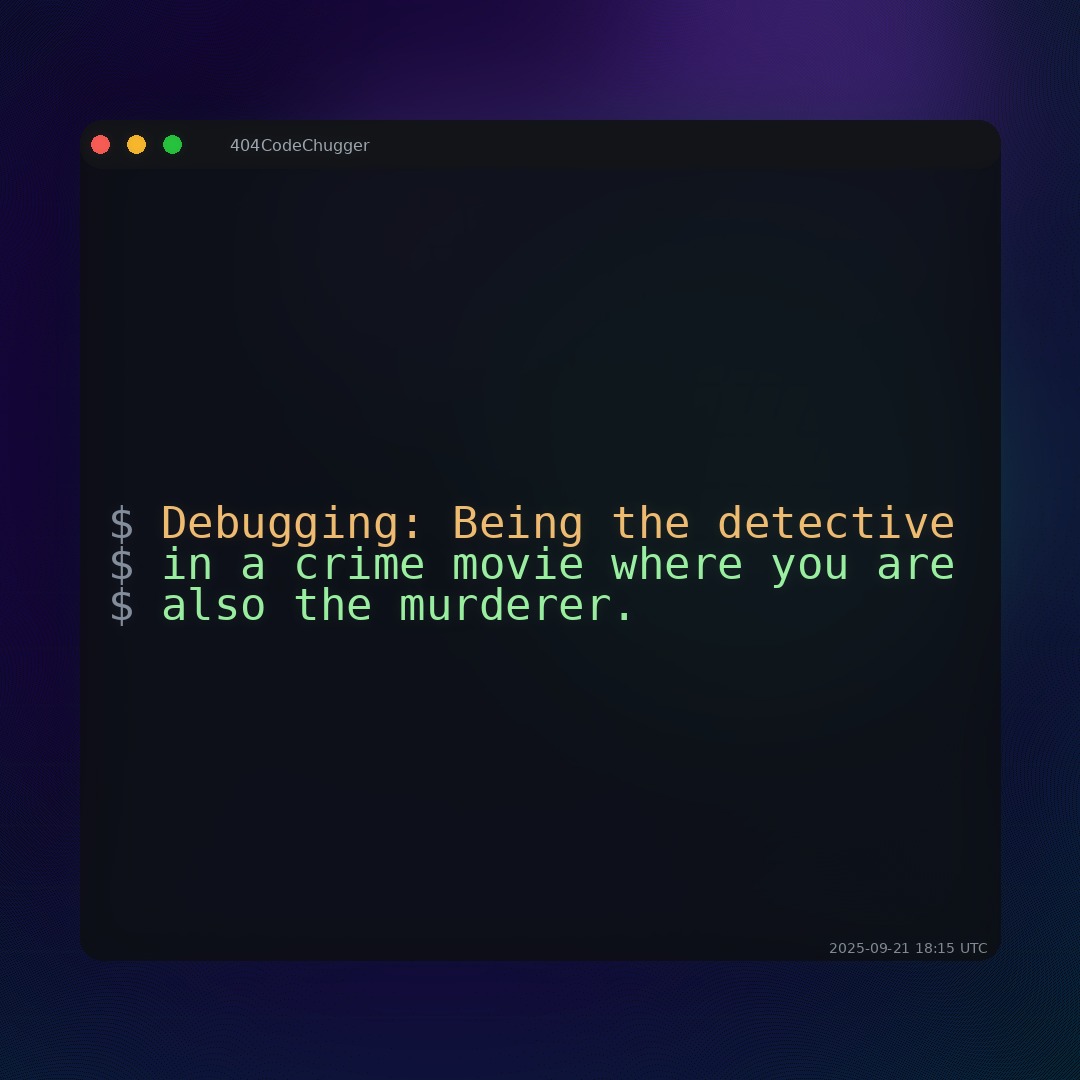 404CodeChugger
$ Debugging: Being the detective
$ in a crime movie where you are
$ also the murderer.
2025-09-21 18:15 UTC